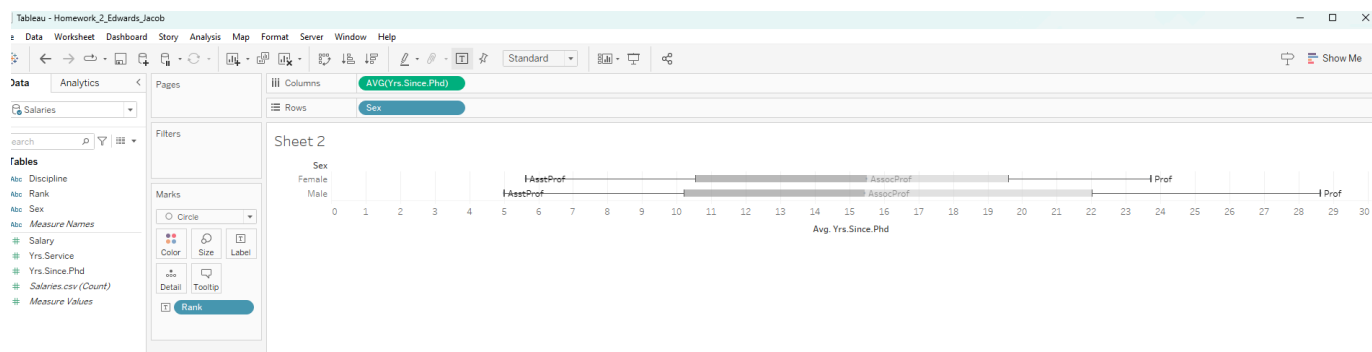 Tableau - Homework_2_Edwards_Jacob
e Data Worksheet Dashboard Story Analysis Map Format Server Window Help
Standard
Show Me
Data Analytics
Pages
Columns AVG(Yrs.Since.Phd)
Salaries
Rows Sex
earch
Filters
Sheet 2
Tables
Abc Discipline
Abc Rank
Abc Sex
Abc Measure Names
# Salary
# Yrs.Service
# Yrs.Since.Phd
# Salaries.csv (Count)
# Measure Values
Marks
Circle
Color Size Label
Detail Tooltip
Rank
Sex
Female AsstProf AssocProf Prof
Male AsstProf AssocProf Prof
0 1 2 3 4 5 6 7 8 9 10 11 12 13 14 15 16 17 18 19 20 21 22 23 24 25 26 27 28 29 30
Avg. Yrs.Since.Phd